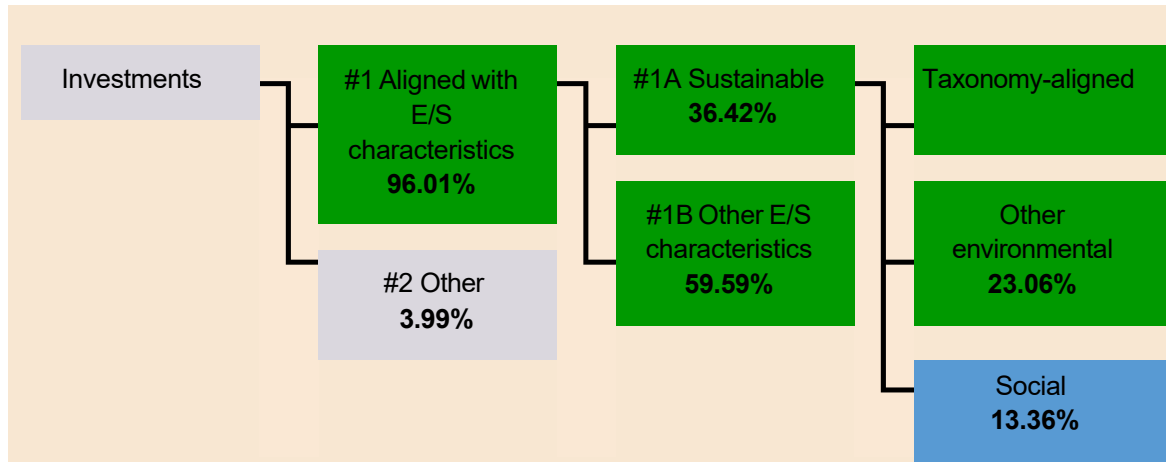 Investments
#1 Aligned with
E/S
characteristics
96.01%
#2 Other
3.99%
#1A Sustainable
36.42%
#1B Other E/S
characteristics
59.59%
Taxonomy-aligned
Other
environmental
23.06%
Social
13.36%